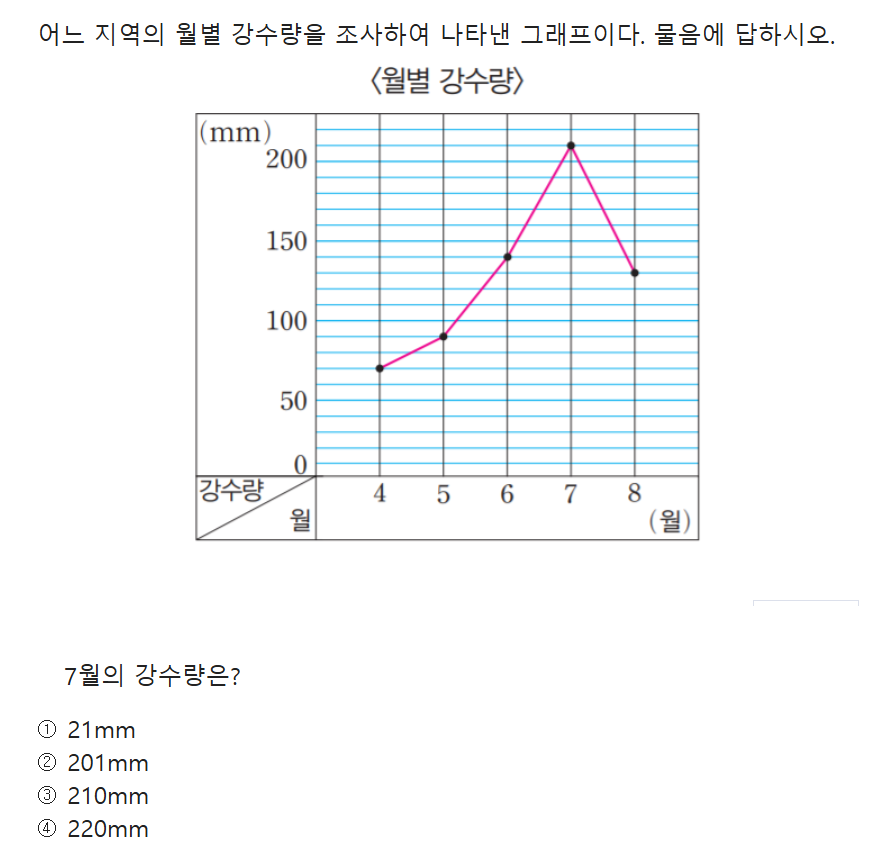 어느 지역의 월별 강수량을 조사하여 나타낸 그래프이다. 물음에 답하시오.
〈월별 강수량〉
(mm)
200
150
100
50
0
강수량
월
4 5 6 7 8
(월)
7월의 강수량은?
① 21mm
② 201mm
③ 210mm
④ 220mm